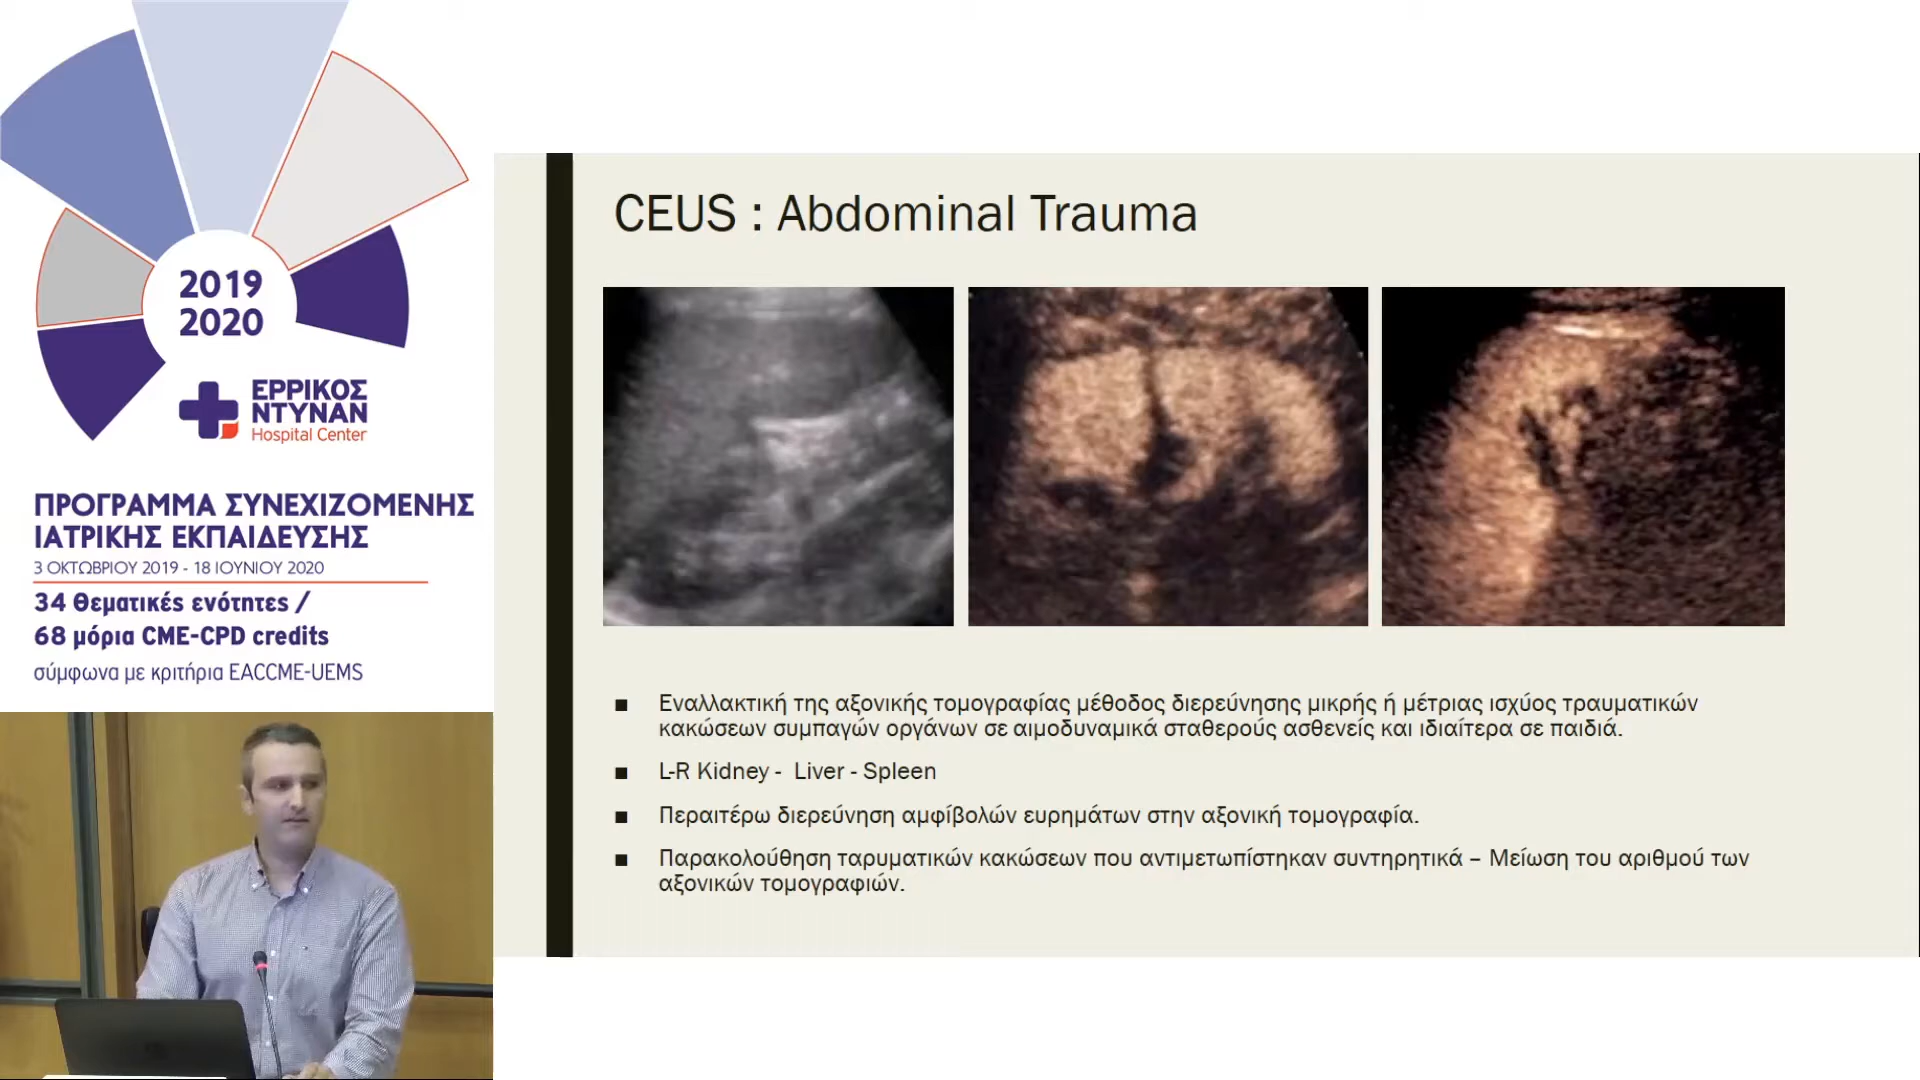 2019
2020
ΕΡΡΙΚΟΣ
ΝΤΥΝΑΝ
Hospital Center
ΠΡΟΓΡΑΜΜΑ ΣΥΝΕΧΙΖΟΜΕΝΗΣ
ΙΑΤΡΙΚΗΣ ΕΚΠΑΙΔΕΥΣΗΣ
3 ΟΚΤΩΒΡΙΟΥ 2019 - 18 ΙΟΥΝΙΟΥ 2020
34 θεματικές ενότητες /
68 μόρια CME-CPD credits
σύμφωνα με κριτήρια EACCME-UEMS
CEUS : Abdominal Trauma
■ Εναλλακτική της αξονικής τομογραφίας μέθοδος διερεύνησης μικρής ή μέτριας ισχύος τραυματικών
κακώσεων συμπαγών οργάνων σε αιμοδυναμικά σταθερούς ασθενείς και ιδιαίτερα σε παιδιά.
■ L-R Kidney - Liver - Spleen
■ Περαιτέρω διερεύνηση αμφίβολών ευρημάτων στην αξονική τομογραφία.
■ Παρακολούθηση ταρυματικών κακώσεων που αντιμετωπίστηκαν συντηρητικά – Μείωση του αριθμού των
αξονικών τομογραφιών.